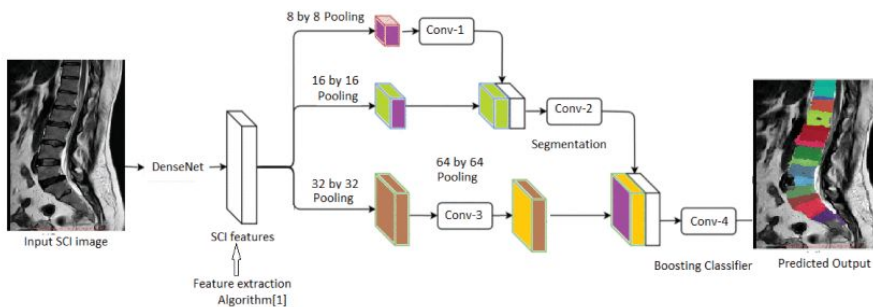 8 by 8 Pooling
Conv-1
16 by 16
Pooling
Conv-2
Segmentation
DenseNet
32 by 32
Pooling
64 by 64
Pooling
Conv-3
Conv-4
SCI features
Input SCI image
Boosting Classifier
Predicted Output
Feature extraction
Algorithm[1]